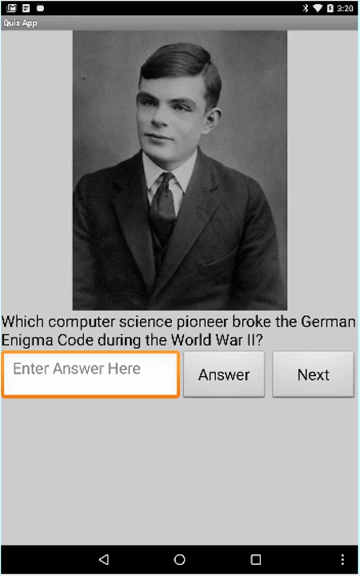 3:20
Quiz App
Which computer science pioneer broke the German
Enigma Code during the World War II?
Enter Answer Here
Answer
Next